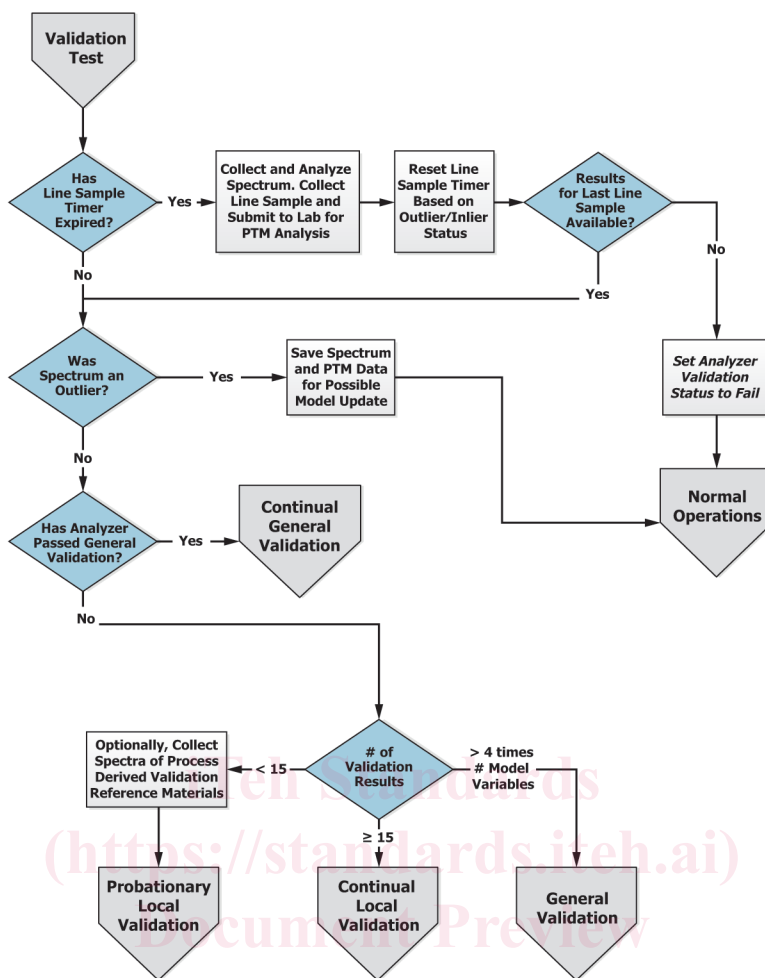 Validation
Test
Has
Line Sample
Timer
Expired?
Yes
Collect and Analyze
Spectrum. Collect
Line Sample and
Submit to Lab for
PTM Analysis
Reset Line
Sample Timer
Based on
Outlier/Inlier
Status
Results
for Last Line
Sample
Available?
No
Yes
No
Was
Spectrum an
Outlier?
Yes
Save Spectrum
and PTM Data
for Possible
Model Update
Set Analyzer
Validation
Status to Fail
No
Normal
Operations
Has Analyzer
Passed General
Validation?
Yes
Continual
General
Validation
No
Optionally, Collect
Spectra of Process
Derived Validation
Reference Materials
< 15
# of
Validation
Results
> 4 times
# Model
Variables
≥ 15
Probationary
Local
Validation
Continual
Local
Validation
General
Validation
iTeh Standards
(https://standards.iteh.ai)
Document Preview